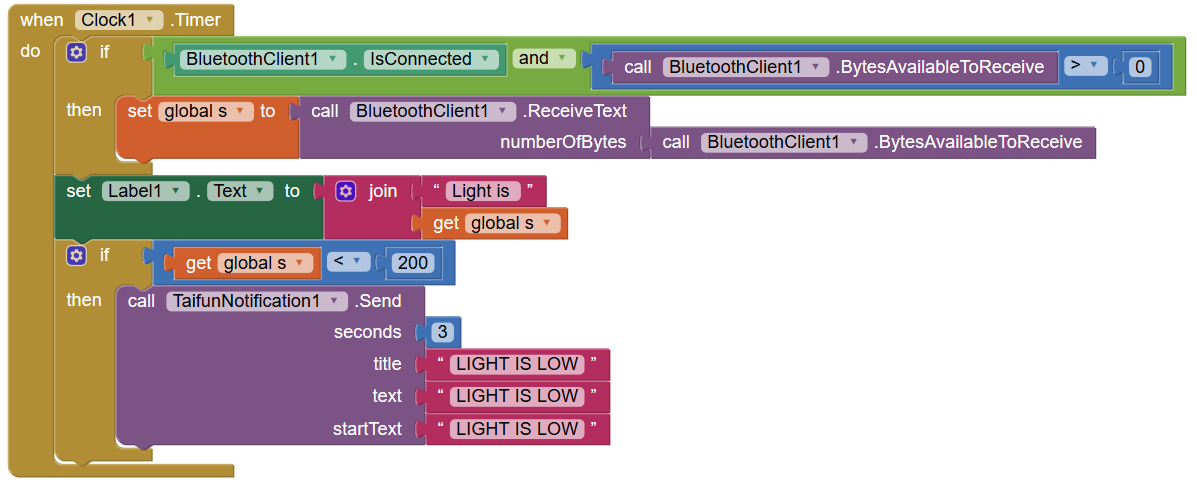 when Clock1 .Timer
do if BluetoothClient1 . IsConnected and call BluetoothClient1 .BytesAvailableToReceive > 0
then set global s to call BluetoothClient1 .ReceiveText
numberOfBytes call BluetoothClient1 .BytesAvailableToReceive
set Label1 . Text to join “ Light is ”
get global s
if get global s < 200
then call TaifunNotification1 .Send
seconds 3
title “ LIGHT IS LOW ”
text “ LIGHT IS LOW ”
startText “ LIGHT IS LOW ”